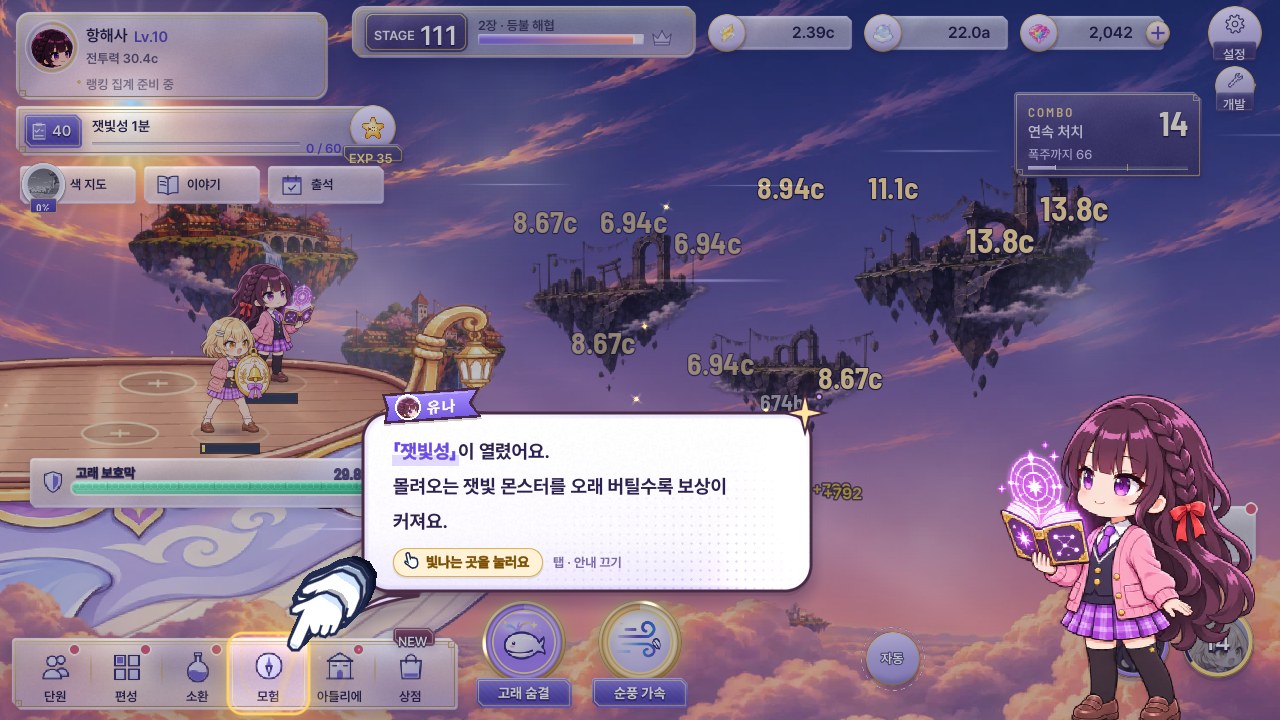 항해사 Lv.10
전투력 30.4c
* 랭킹 집계 준비 중
STAGE 111
2장 · 등불 해협
2.39c
22.0a
2,042
설정
개발
40
잿빛성 1분
0 / 60
EXP 35
색 지도
0%
이야기
출석
COMBO
연속 처치
14
폭주까지 66
8.94c
11.1c
13.8c
8.67c
6.94c
6.94c
13.8c
8.67c
6.94c
8.67c
유나
「잿빛성」이 열렸어요.
몰려오는 잿빛 몬스터를 오래 버틸수록 보상이
커져요.
빛나는 곳을 눌러요
탭 · 안내 끄기
고래 보호막
29.8
+792
NEW
단원
편성
소환
모험
아틀리에
상점
고래 숨결
순풍 가속
자동
14